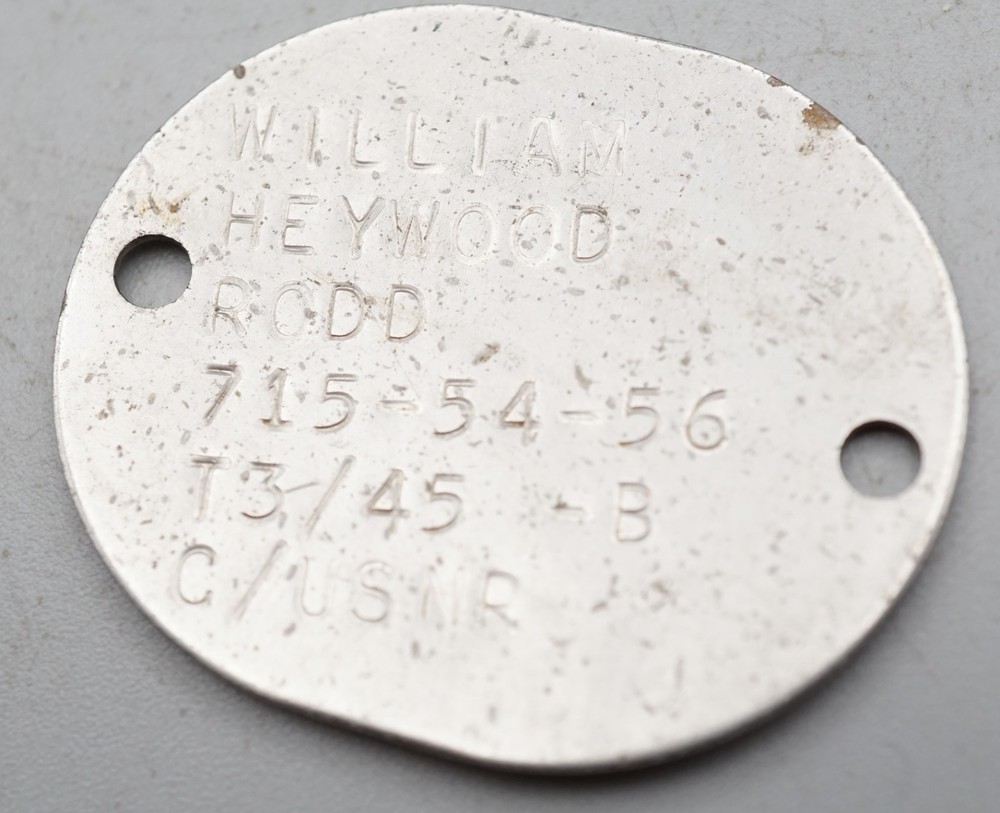 WILLIAM
HEYWOOD
RODD
715-54-56
T3/45 -B
C/USNR